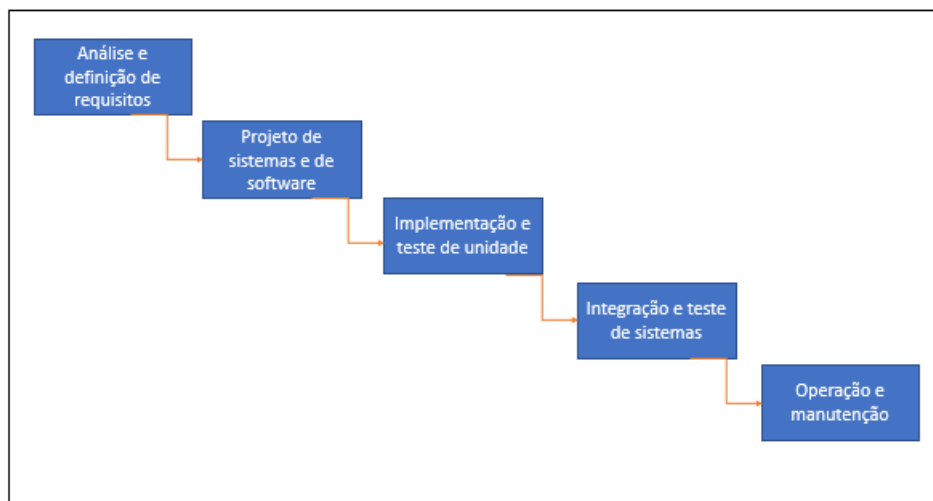 Análise e
definição de
requisitos
Projeto de
sistemas e de
software
Implementação e
teste de unidade
Integração e teste
de sistemas
Operação e
manutenção